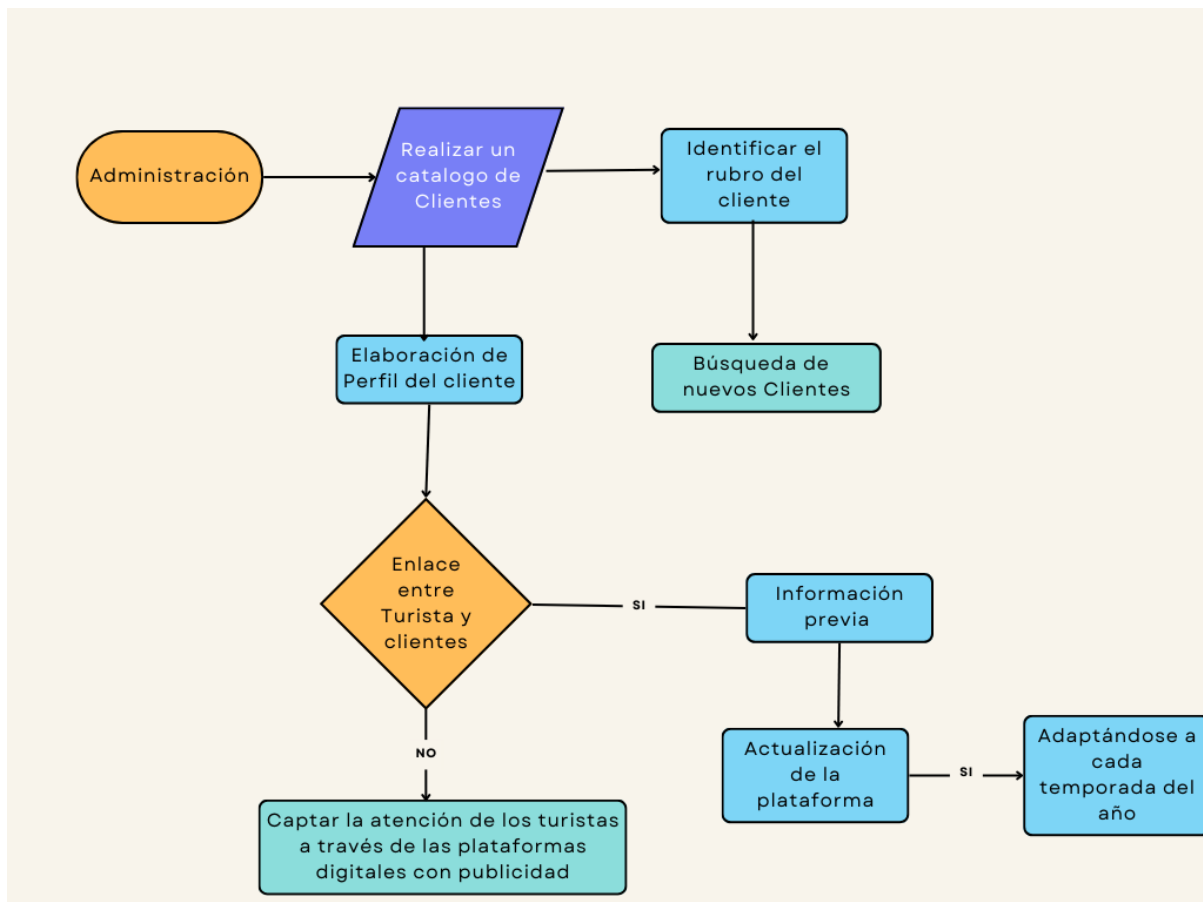 Administración
Realizar un
catalogo de
Clientes
Identificar el
rubro del
cliente
Elaboración de
Perfil del cliente
Búsqueda de
nuevos Clientes
Enlace
entre
Turista y
clientes
SI
Información
previa
NO
Actualización
de la
plataforma
SI
Adaptándose a
cada
temporada del
año
Captar la atención de los turistas
a través de las plataformas
digitales con publicidad